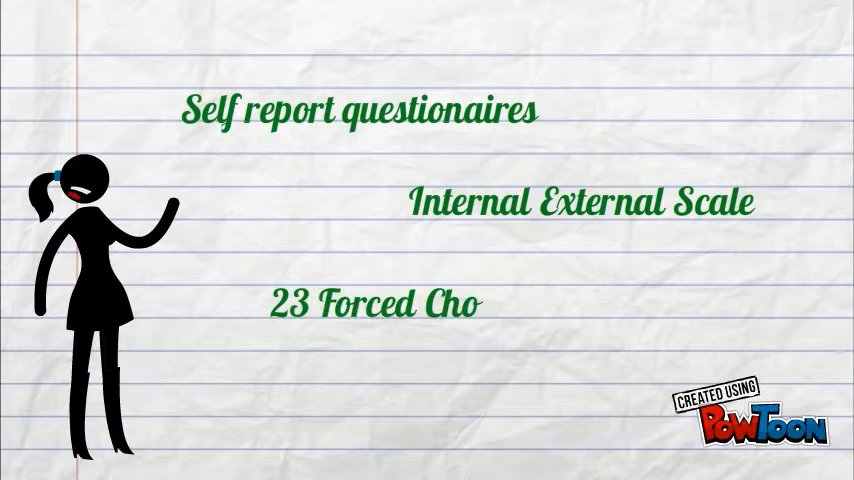 Self report questionaires
Internal External Scale
23 Forced Cho
CREATED USING
POWTOON